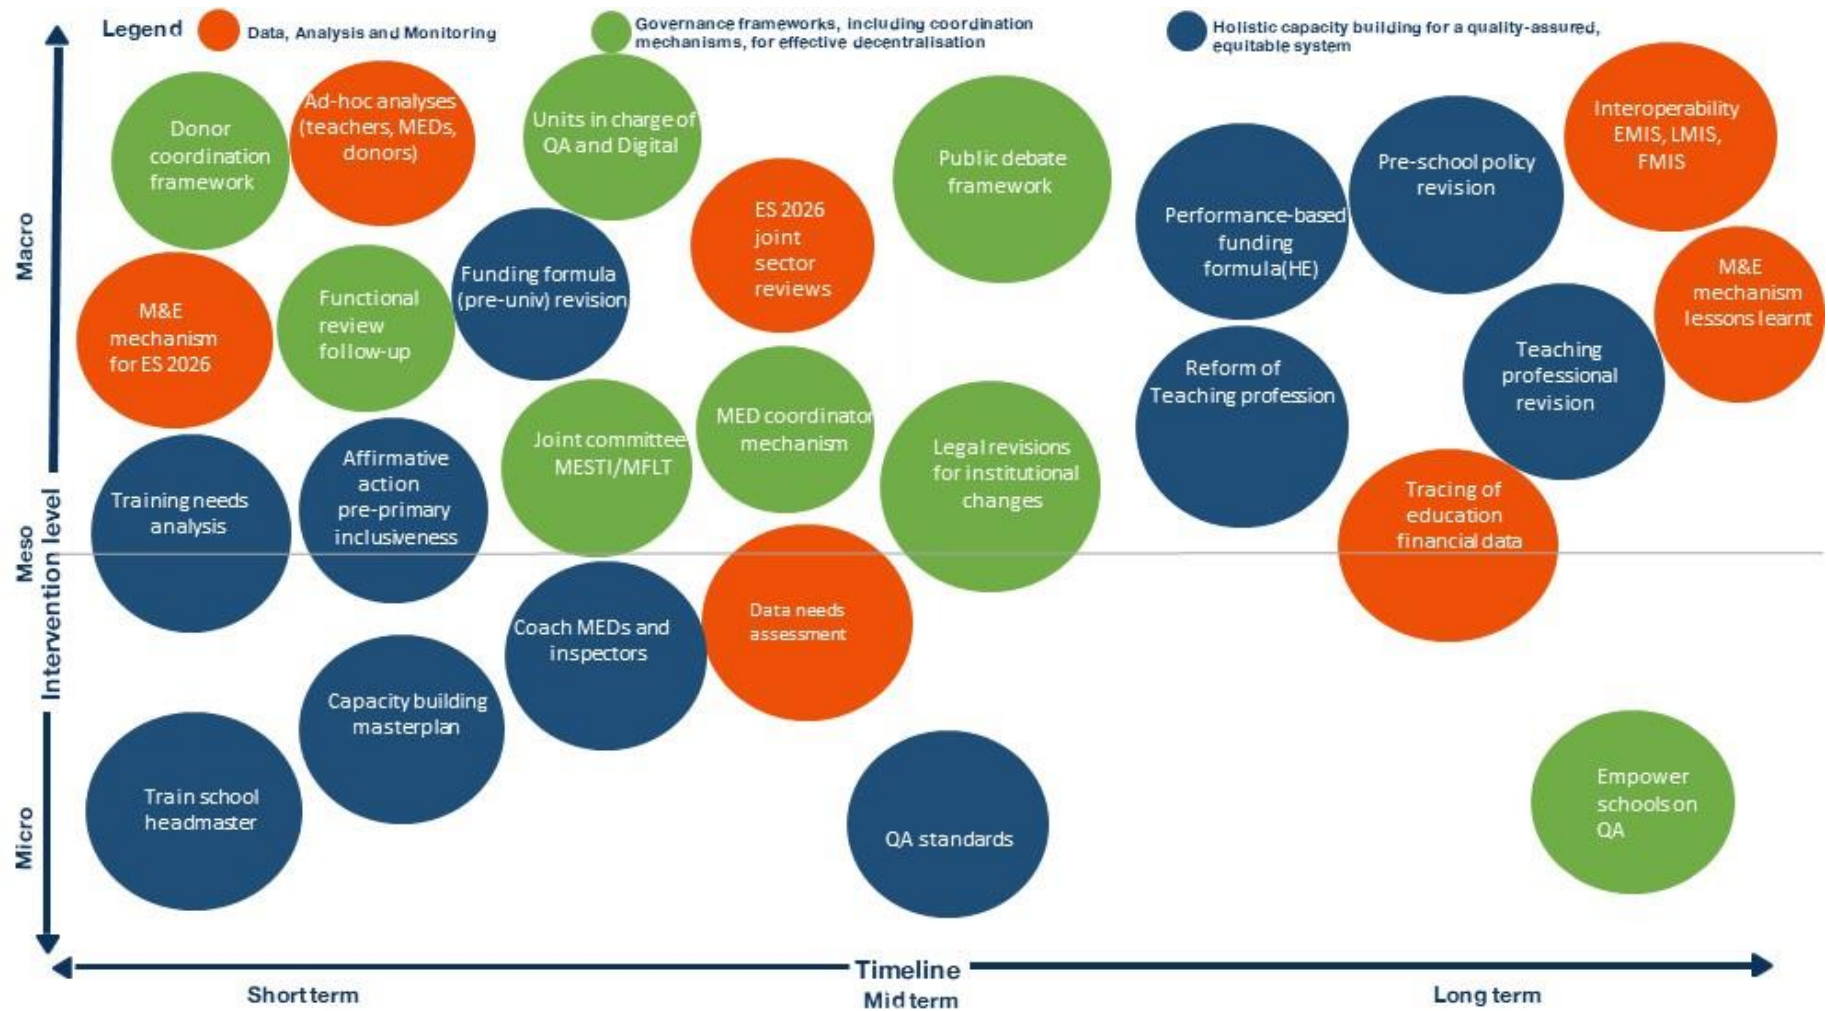 Legend
Data, Analysis and Monitoring
Governance frameworks, including coordination
mechanisms, for effective decentralisation
Holistic capacity building for a quality-assured,
equitable system
Macro
Meso
Micro
Intervention level
Donor
coordination
framework
Ad-hoc analyses
(teachers, MEDs,
donors)
Units in charge of
QA and Digital
ES 2026
joint
sector
reviews
Public debate
framework
Performance-based
funding
formula(HE)
Pre-school policy
revision
Interoperability
EMIS, LMIS,
FMIS
M&E
mechanism
for ES 2026
Functional
review
follow-up
Funding formula
(pre-univ) revision
M&E
mechanism
lessons learnt
Reform of
Teaching profession
Teaching
professional
revision
Training needs
analysis
Affirmative
action
pre-primary
inclusiveness
Joint committee
MESTI/MFLT
MED coordinator
mechanism
Legal revisions
for institutional
changes
Tracing of
education
financial data
Coach MEDs and
inspectors
Data needs
assessment
Capacity building
masterplan
Train school
headmaster
QA standards
Empower
schools on
QA
Timeline
Short term
Mid term
Long term